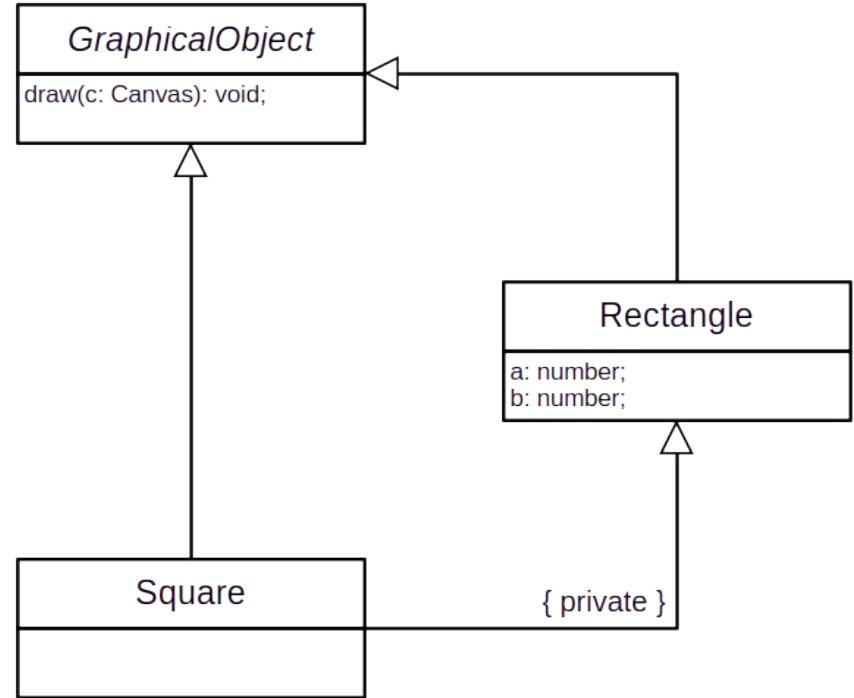 GraphicalObject
draw(c: Canvas): void;
Rectangle
a: number;
b: number;
Square
{ private }